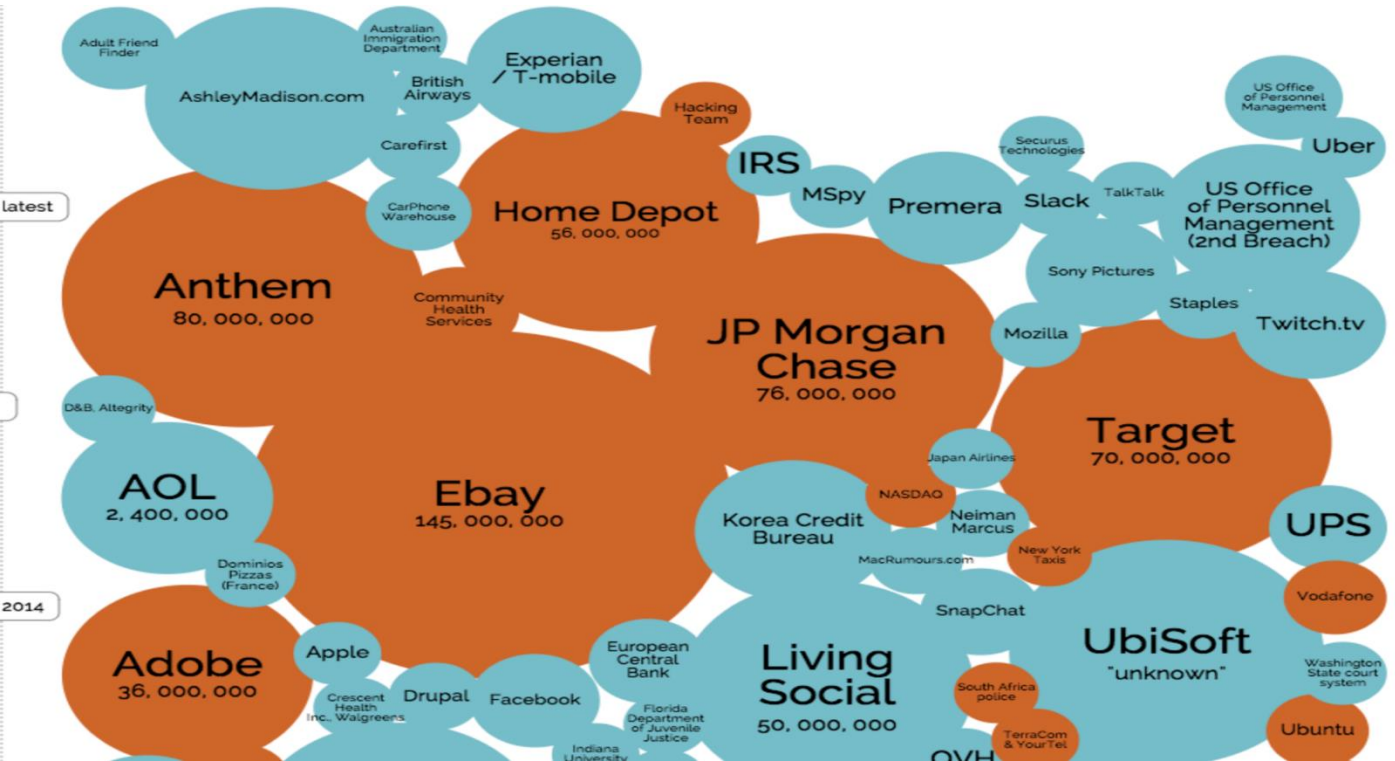 Adult Friend
Finder
AshleyMadison.com
Australian
Immigration
Department
British
Airways
Experian
/ T-mobile
Carefirst
CarPhone
Warehouse
Hacking
Team
Home Depot
56, 000, 000
IRS
MSpy
Premera
Securus
Technologies
Slack
TalkTalk
US Office
of Personnel
Management
Uber
US Office
of Personnel
Management
(2nd Breach)
latest
Anthem
80, 000, 000
Community
Health
Services
JP Morgan
Chase
76, 000, 000
Sony Pictures
Staples
Mozilla
Twitch.tv
D&B, Altegrity
AOL
2, 400, 000
Ebay
145, 000, 000
Target
70, 000, 000
Japan Airlines
NASDAQ
Neiman
Marcus
Korea Credit
Bureau
MacRumours.com
New York
Taxis
UPS
Dominios
Pizzas
(France)
2014
SnapChat
Vodafone
Adobe
36, 000, 000
Apple
Crescent
Health
Inc., Walgreens
Drupal
Facebook
European
Central
Bank
Florida
Department
of Juvenile
Justice
Indiana
University
Living
Social
50, 000, 000
UbiSoft
"unknown"
South Africa
police
TerraCom
& YourTel
OVH
Washington
State court
system
Ubuntu